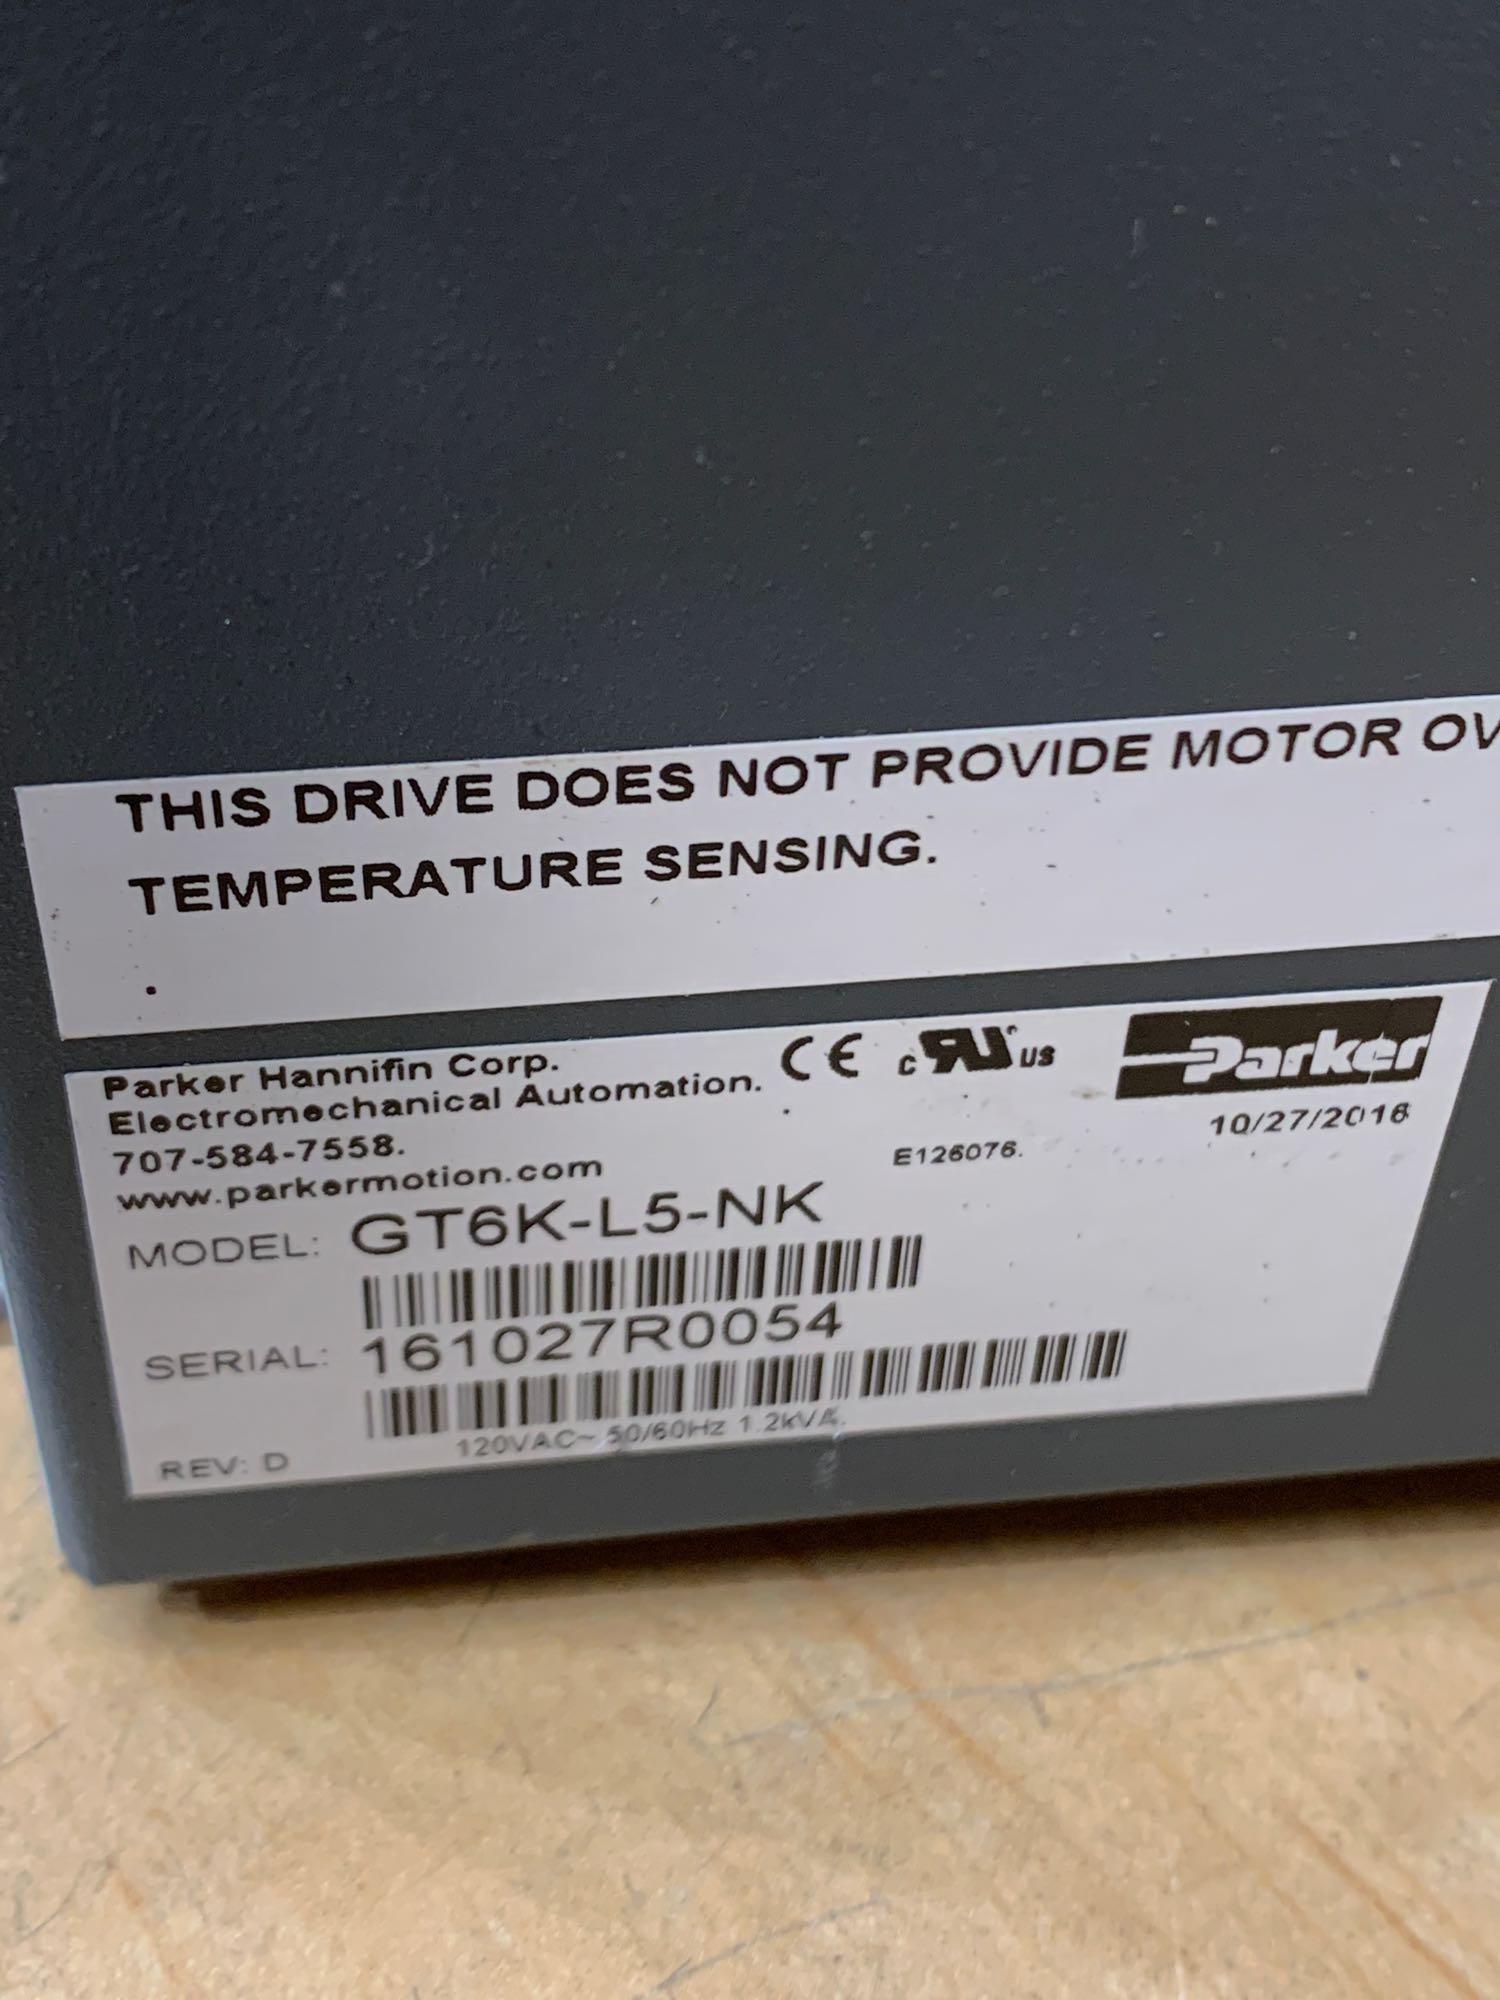 THIS DRIVE DOES NOT PROVIDE MOTOR OV
TEMPERATURE SENSING.
.
Parker Hannifin Corp.
Electromechanical Automation.
707-584-7558.
www.parkermotion.com
CE
c RU us
E126076.
Parker
10/27/2016
MODEL: GT6K-L5-NK
SERIAL: 161027R0054
REV: D
120VAC~ 50/60Hz 1.2kVA.